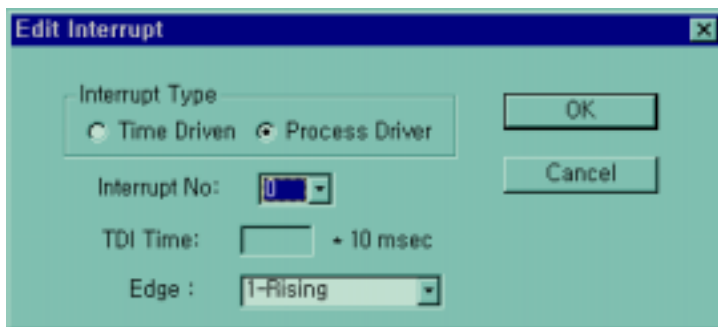 Edit Interrupt
Interrupt Type
Time Driven Process Driver
OK
Interrupt No: 0
Cancel
TDI Time: * 10 msec
Edge : 1-Rising